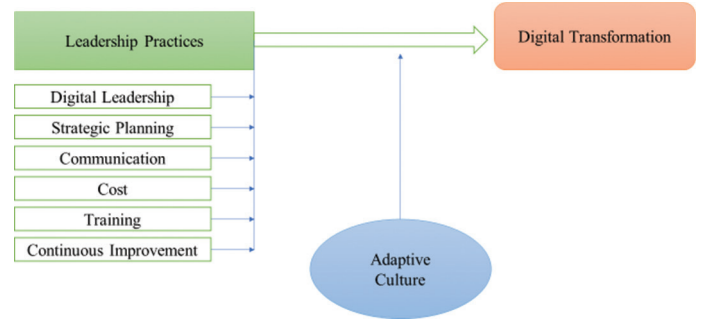 Leadership Practices
Digital Transformation
Digital Leadership
Strategic Planning
Communication
Cost
Training
Continuous Improvement
Adaptive
Culture